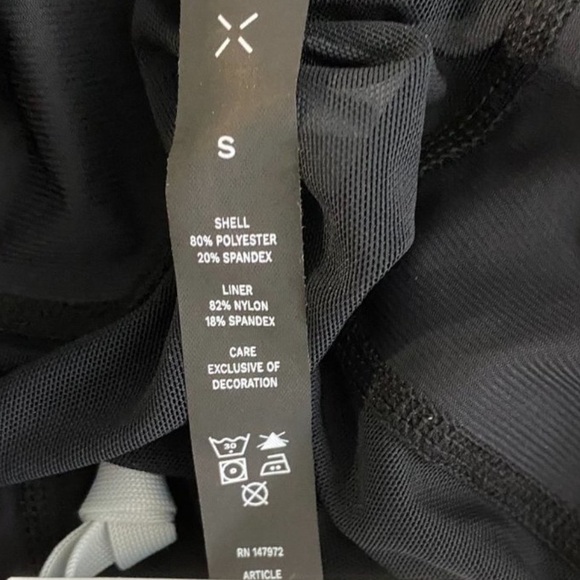 S
SHELL
80% POLYESTER
20% SPANDEX
LINER
82% NYLON
18% SPANDEX
CARE
EXCLUSIVE OF
DECORATION
30
RN 147972
ARTICLE